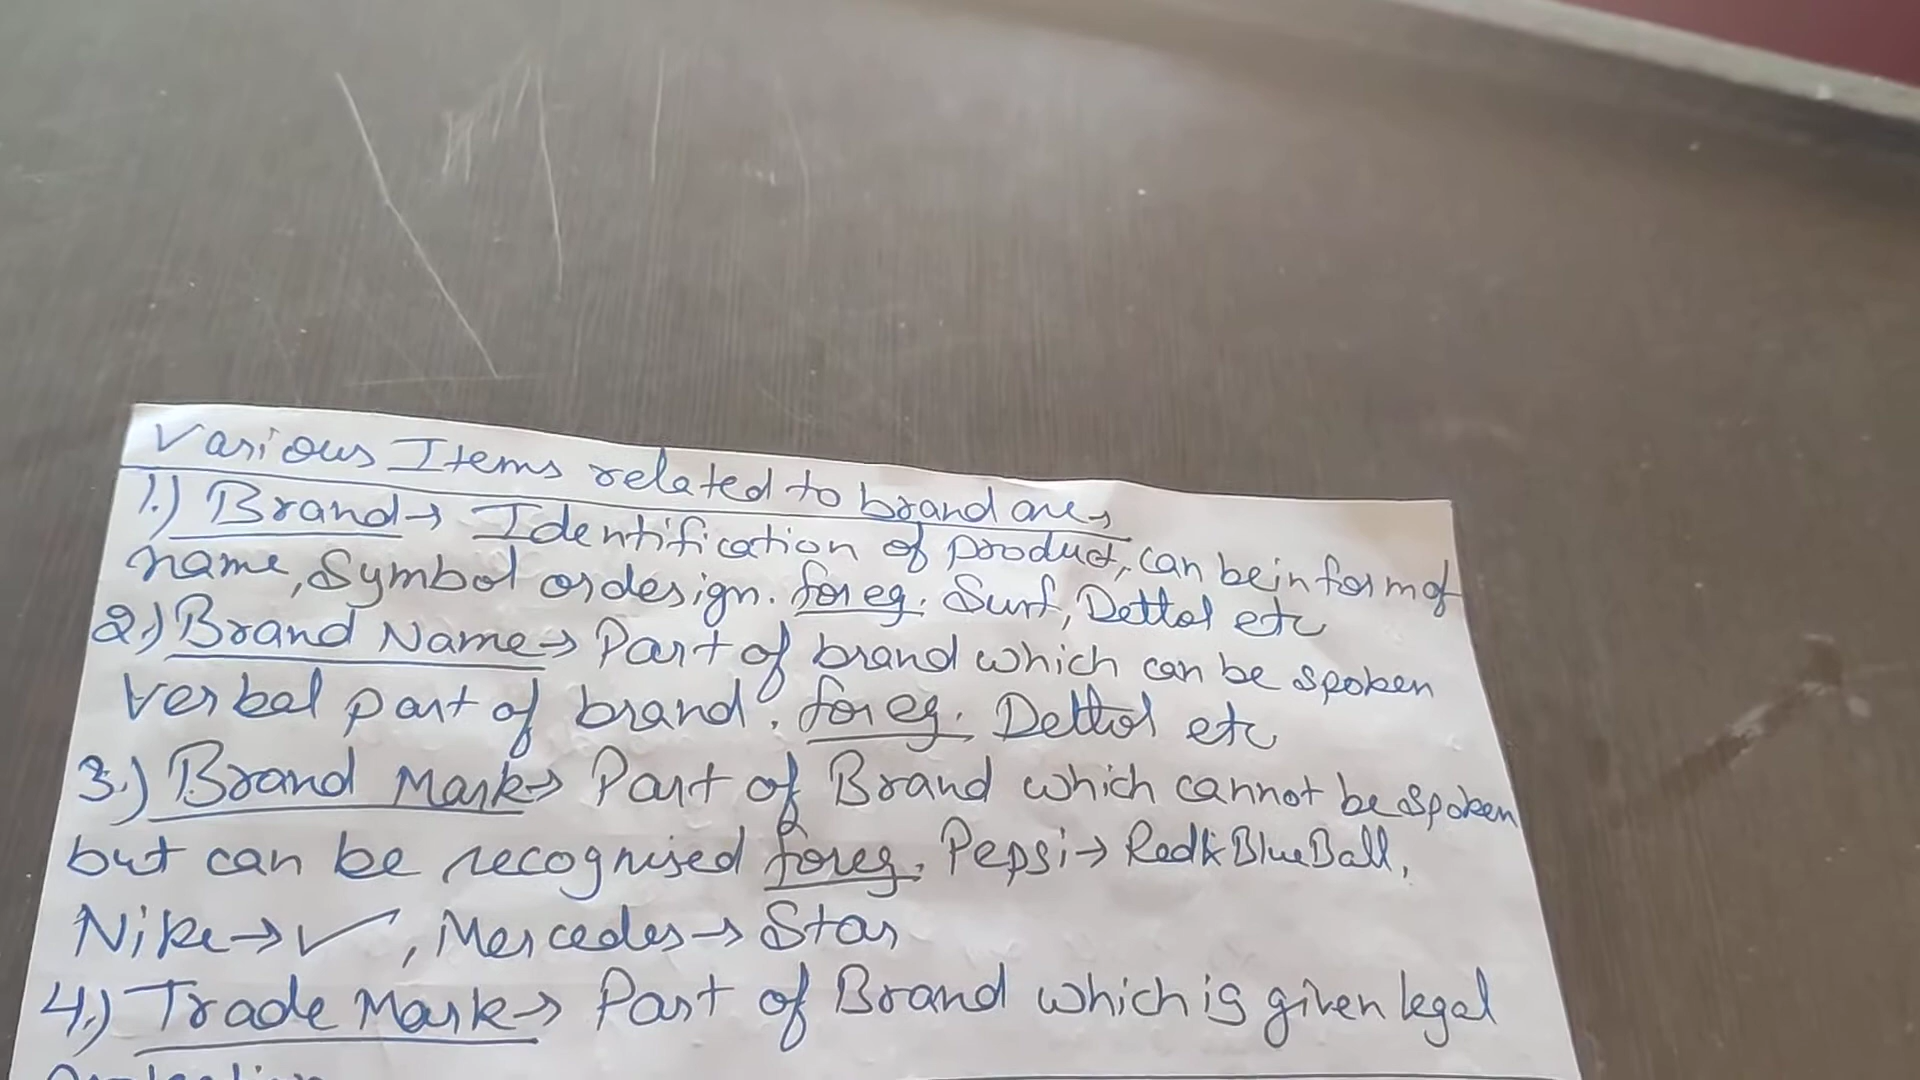 Various Items related to brand are→
1.) Brand→ Identification of product, can be in form of
name, Symbol or design. for eg. Surf, Dettol etc
2.) Brand Name→ Part of brand which can be spoken
Verbal part of brand. for eg. Dettol etc
3.) Brand Mark→ Part of Brand which cannot be spoken
but can be recognised for eg. Pepsi→ Red & Blue Ball,
Nike→ ✓, Mercedes→ Star
4.) Trade Mark→ Part of Brand which is given legal